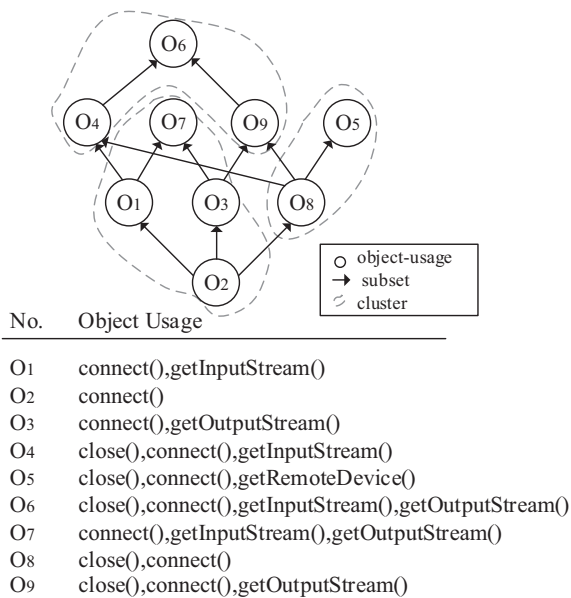 O6
O4
O7
O9
O5
O1
O3
O8
O2
object-usage
subset
cluster
No. Object Usage
O1 connect(),getInputStream()
O2 connect()
O3 connect(),getOutputStream()
O4 close(),connect(),getInputStream()
O5 close(),connect(),getRemoteDevice()
O6 close(),connect(),getInputStream(),getOutputStream()
O7 connect(),getInputStream(),getOutputStream()
O8 close(),connect()
O9 close(),connect(),getOutputStream()